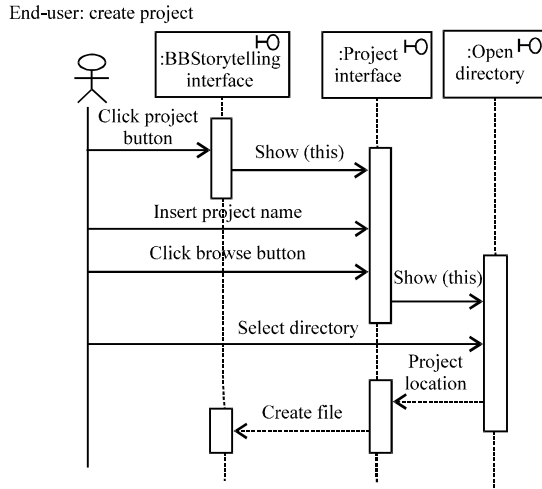 End-user: create project
:BBStorytelling
interface
:Project
interface
:Open
directory
Click project
button
Show (this)
Insert project name
Click browse button
Show (this)
Select directory
Project
location
Create file